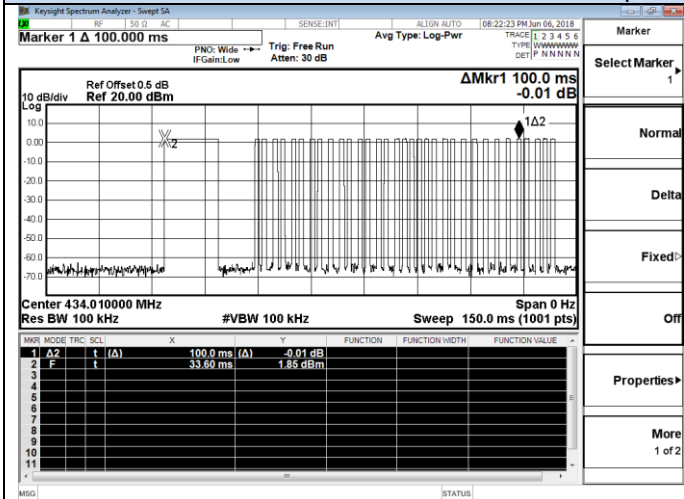 Keysight Spectrum Analyzer - Swept SA
RF 50 Ω AC SENSE:INT ALIGN AUTO 08:22:23 PM Jun 06, 2018
Marker 1 Δ 100.000 ms
PNO: Wide
IFGain:Low
Trig: Free Run
Atten: 30 dB
Avg Type: Log-Pwr
TRACE 1 2 3 4 5 6
TYPE WWWWWW
DET P N N N N N
Ref Offset 0.5 dB
10 dB/div Ref 20.00 dBm
Log
ΔMkr1 100.0 ms
-0.01 dB
1Δ2
10.0
0.00
2
-10.0
-20.0
-30.0
-40.0
-50.0
-60.0
-70.0
Center 434.010000 MHz Span 0 Hz
Res BW 100 kHz #VBW 100 kHz Sweep 150.0 ms (1001 pts)
MKR MODE TRC SCL X Y FUNCTION FUNCTION WIDTH FUNCTION VALUE
1 Δ2 t (Δ) 100.0 ms (Δ) -0.01 dB
2 F t 33.60 ms 1.85 dBm
3
4
5
6
7
8
9
10
11
MSG STATUS
Marker
Select Marker
1
Normal
Delta
Fixed
Off
Properties
More
1 of 2